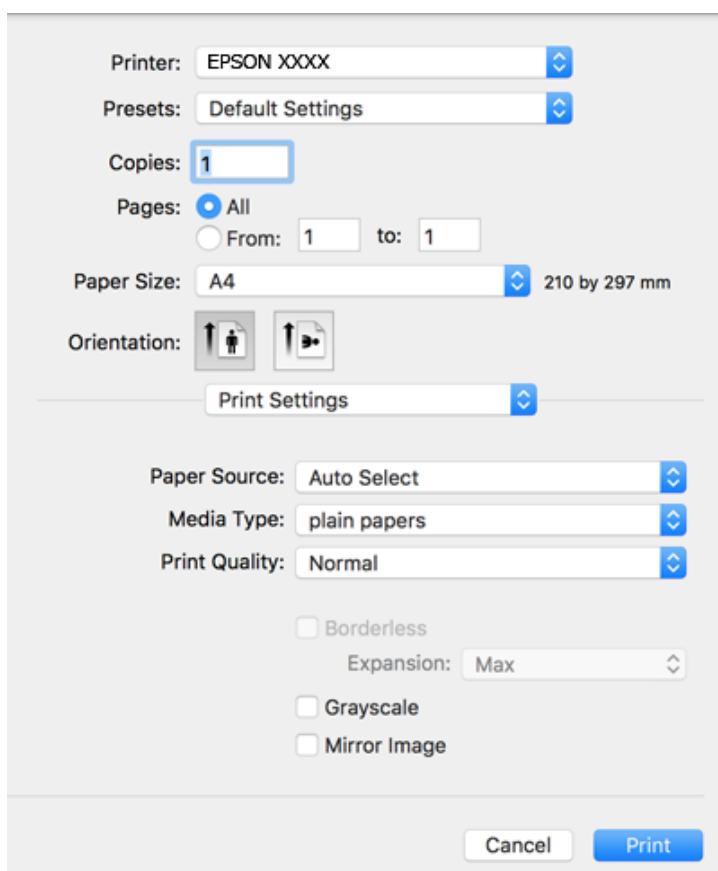 Printer: EPSON XXXX
Presets: Default Settings
Copies: 1
Pages: All
From: 1 to: 1
Paper Size: A4 210 by 297 mm
Orientation:
Print Settings
Paper Source: Auto Select
Media Type: plain papers
Print Quality: Normal
Borderless
Expansion: Max
Grayscale
Mirror Image
Cancel Print